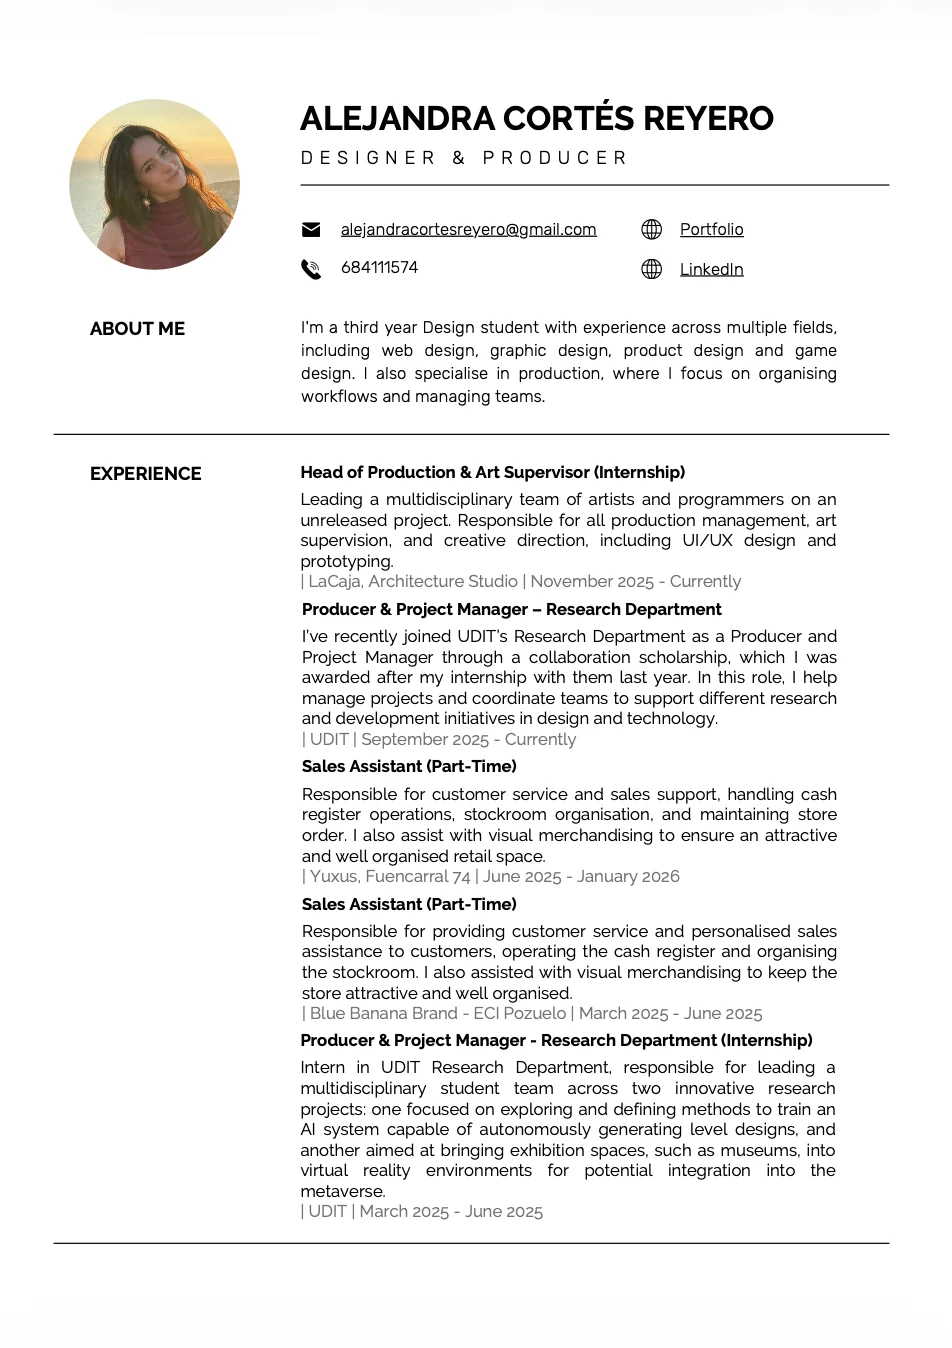 ALEJANDRA CORTÉS REYERO
DESIGNER & PRODUCER
alejandracortesreyero@gmail.com
Portfolio
684111574
LinkedIn
ABOUT ME
I'm a third year Design student with experience across multiple fields,
including web design, graphic design, product design and game
design. I also specialise in production, where I focus on organising
workflows and managing teams.
EXPERIENCE
Head of Production & Art Supervisor (Internship)
Leading a multidisciplinary team of artists and programmers on an
unreleased project. Responsible for all production management, art
supervision, and creative direction, including UI/UX design and
prototyping.
| LaCaja, Architecture Studio | November 2025 - Currently
Producer & Project Manager – Research Department
I've recently joined UDIT's Research Department as a Producer and
Project Manager through a collaboration scholarship, which I was
awarded after my internship with them last year. In this role, I help
manage projects and coordinate teams to support different research
and development initiatives in design and technology.
| UDIT | September 2025 - Currently
Sales Assistant (Part-Time)
Responsible for customer service and sales support, handling cash
register operations, stockroom organisation, and maintaining store
order. I also assist with visual merchandising to ensure an attractive
and well organised retail space.
| Yuxus, Fuencarral 74 | June 2025 - January 2026
Sales Assistant (Part-Time)
Responsible for providing customer service and personalised sales
assistance to customers, operating the cash register and organising
the stockroom. I also assisted with visual merchandising to keep the
store attractive and well organised.
| Blue Banana Brand - ECI Pozuelo | March 2025 - June 2025
Producer & Project Manager - Research Department (Internship)
Intern in UDIT Research Department, responsible for leading a
multidisciplinary student team across two innovative research
projects: one focused on exploring and defining methods to train an
AI system capable of autonomously generating level designs, and
another aimed at bringing exhibition spaces, such as museums, into
virtual reality environments for potential integration into the
metaverse.
| UDIT | March 2025 - June 2025